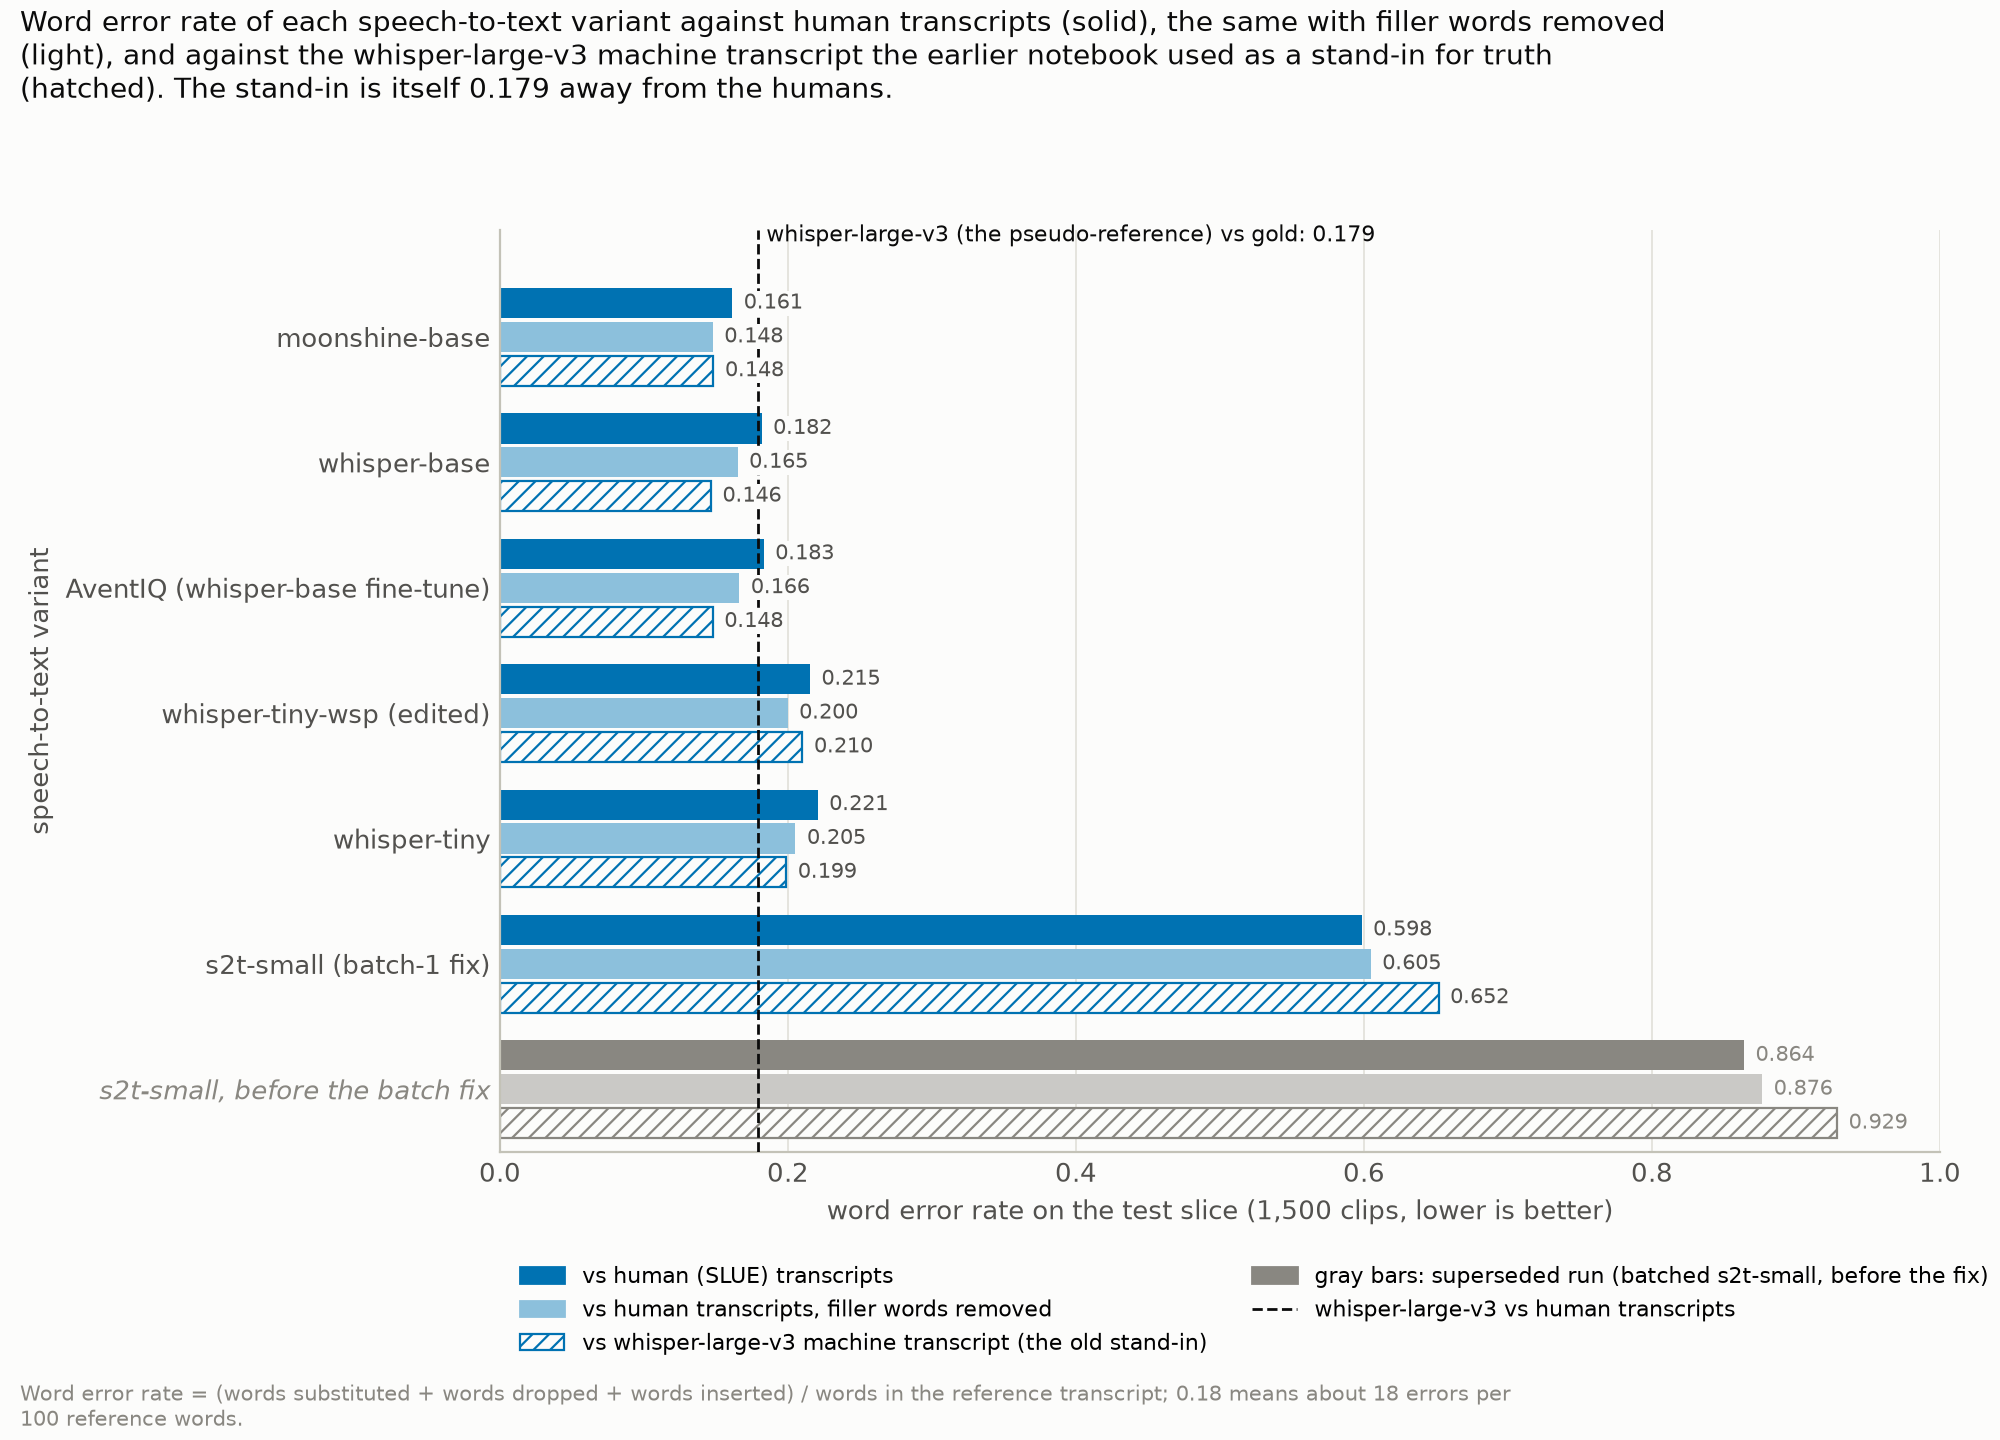 Word error rate of each speech-to-text variant against human transcripts (solid), the same with filler words removed
(light), and against the whisper-large-v3 machine transcript the earlier notebook used as a stand-in for truth
(hatched). The stand-in is itself 0.179 away from the humans.
whisper-large-v3 (the pseudo-reference) vs gold: 0.179
speech-to-text variant
moonshine-base
0.161
0.148
0.148
whisper-base
0.182
0.165
0.146
AventIQ (whisper-base fine-tune)
0.183
0.166
0.148
whisper-tiny-wsp (edited)
0.215
0.200
0.210
whisper-tiny
0.221
0.205
0.199
s2t-small (batch-1 fix)
0.598
0.605
0.652
s2t-small, before the batch fix
0.864
0.876
0.929
0.0 0.2 0.4 0.6 0.8 1.0
word error rate on the test slice (1,500 clips, lower is better)
vs human (SLUE) transcripts
vs human transcripts, filler words removed
vs whisper-large-v3 machine transcript (the old stand-in)
gray bars: superseded run (batched s2t-small, before the fix)
whisper-large-v3 vs human transcripts
Word error rate = (words substituted + words dropped + words inserted) / words in the reference transcript; 0.18 means about 18 errors per
100 reference words.